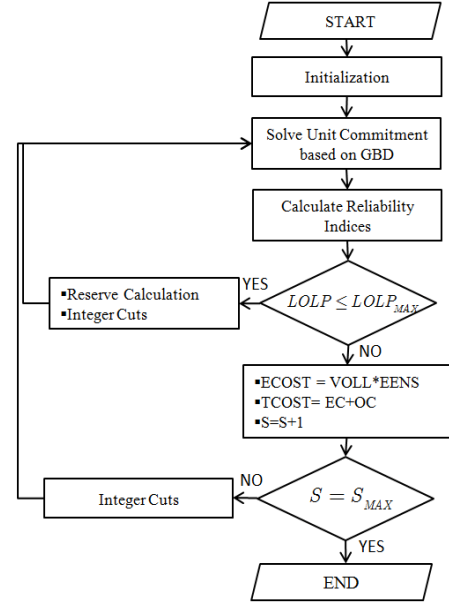 START
Initialization
Solve Unit Commitment
based on GBD
Calculate Reliability
Indices
LOLP ≤ LOLP_MAX
YES
▪Reserve Calculation
▪Integer Cuts
NO
▪ECOST = VOLL*EENS
▪TCOST= EC+OC
▪S=S+1
S = S_MAX
NO
Integer Cuts
YES
END